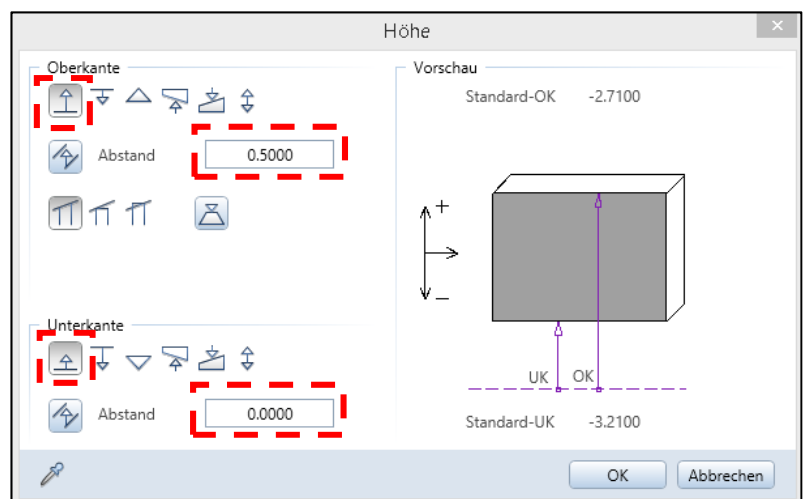 Höhe
Oberkante
Abstand 0.5000
Unterkante
Abstand 0.0000
Vorschau
Standard-OK -2.7100
+
−
UK OK
Standard-UK -3.2100
OK Abbrechen